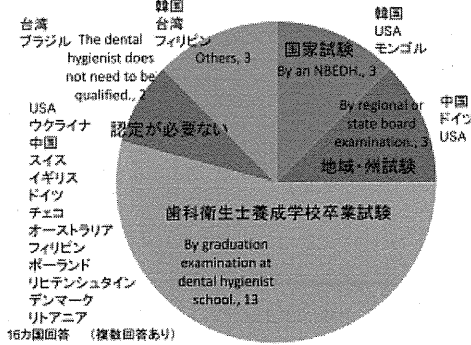 韓国
台湾
フィリピン
台湾
ブラジル
The dental
hygienist does
not need to be
qualified., 2
認定が必要ない
Others, 3
国家試験
By an NBEDH., 3
韓国
USA
モンゴル
By regional or
state board
examination., 3
地域・州試験
中国
ドイツ
USA
USA
ウクライナ
中国
スイス
イギリス
ドイツ
チェコ
オーストラリア
フィリピン
ポーランド
リヒテンシュタイン
デンマーク
リトアニア
歯科衛生士養成学校卒業試験
By graduation
examination at
dental hygienist
school., 13
16カ国回答 (複数回答あり)